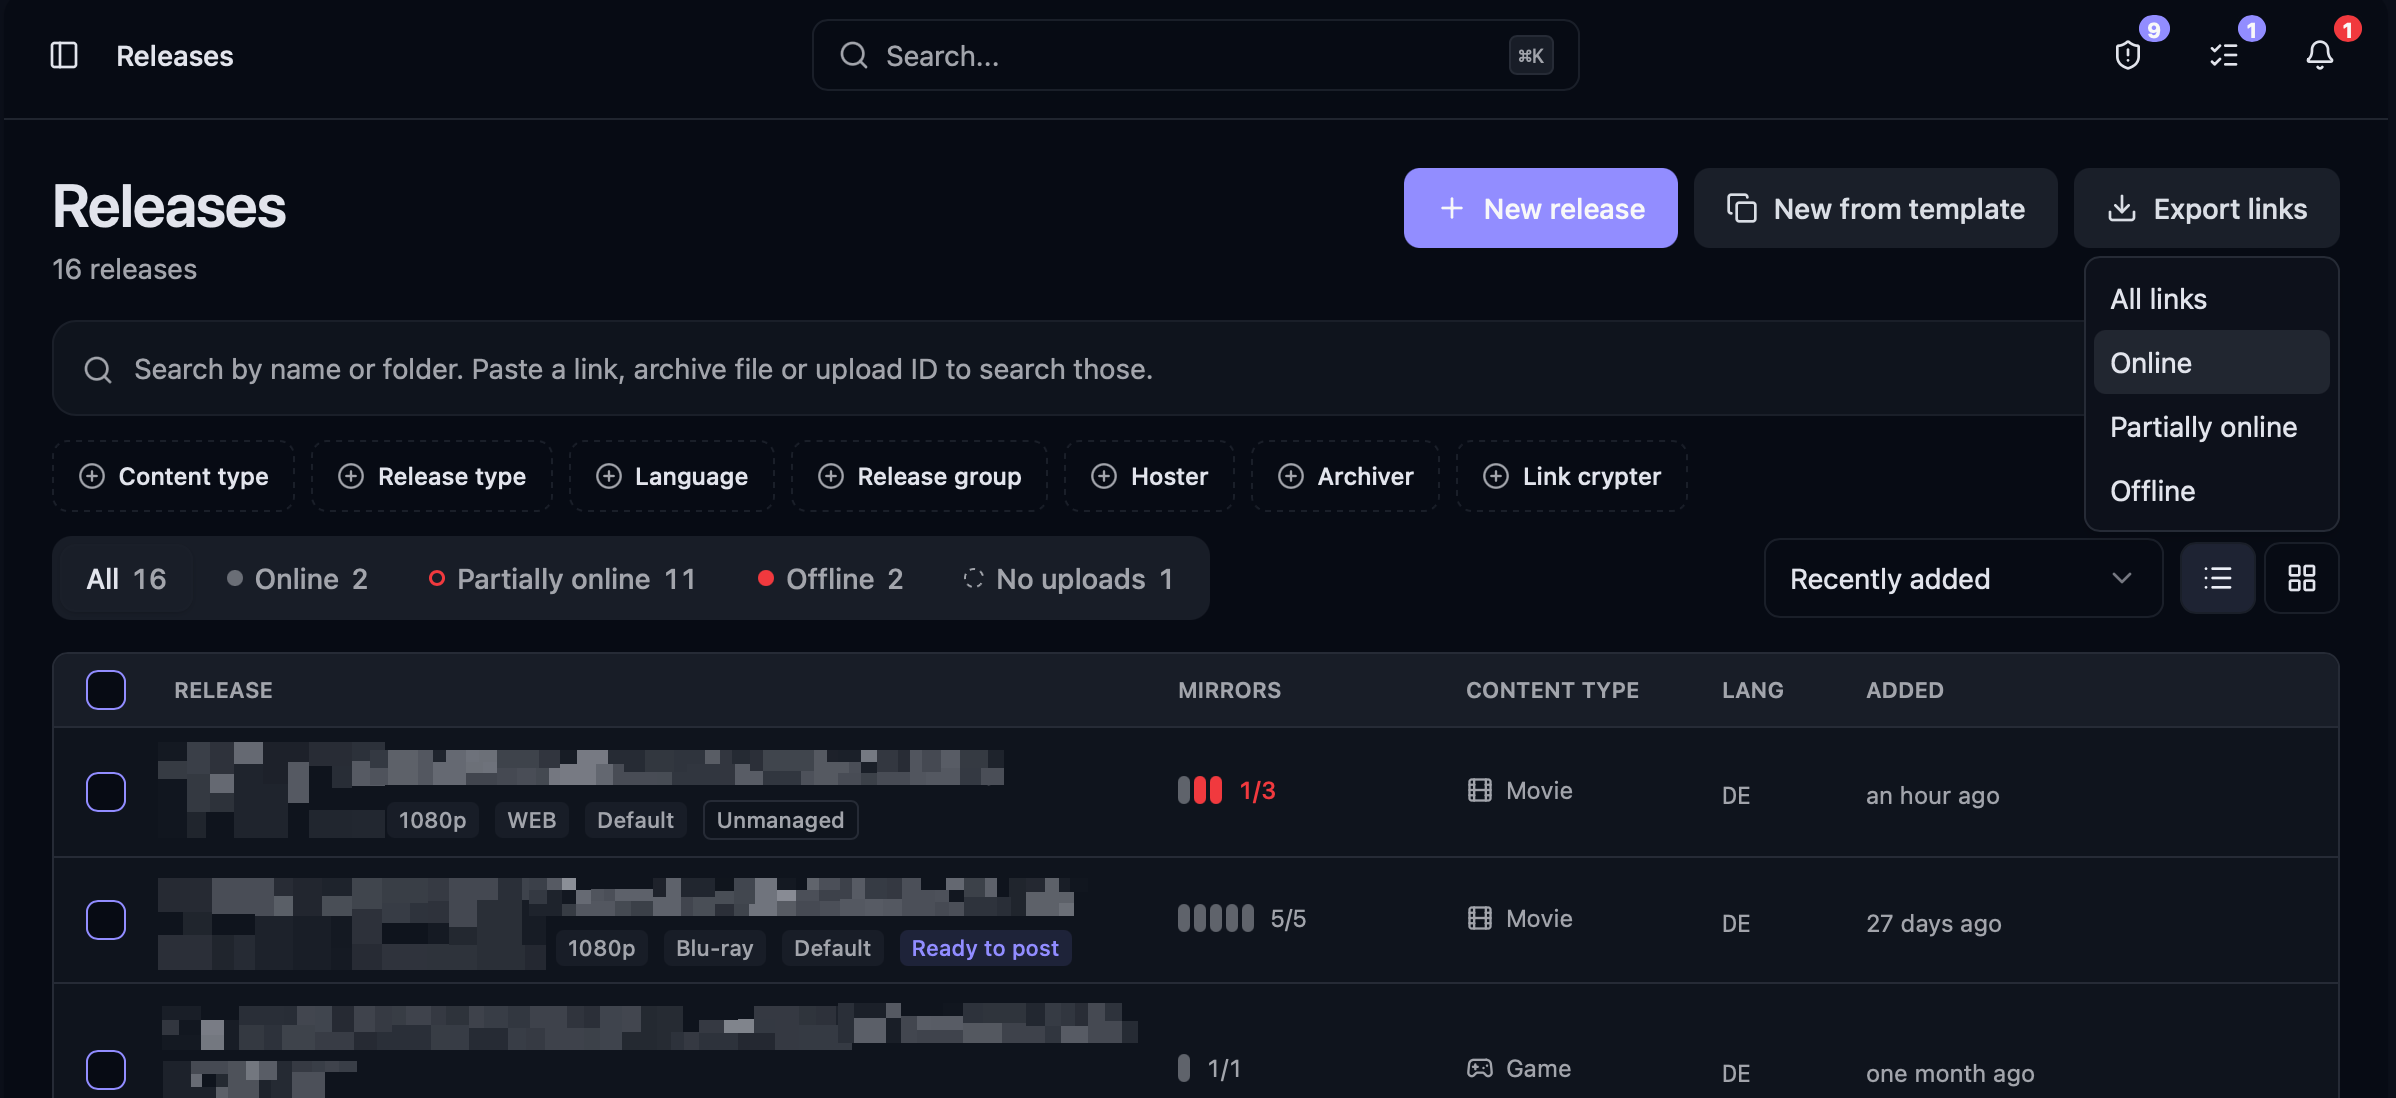 Releases
Search...
⌘K
9
1
1
Releases
16 releases
New release
New from template
Export links
All links
Online
Partially online
Offline
Search by name or folder. Paste a link, archive file or upload ID to search those.
Content type
Release type
Language
Release group
Hoster
Archiver
Link crypter
All 16
Online 2
Partially online 11
Offline 2
No uploads 1
Recently added
RELEASE
MIRRORS
CONTENT TYPE
LANG
ADDED
1080p
WEB
Default
Unmanaged
1/3
Movie
DE
an hour ago
1080p
Blu-ray
Default
Ready to post
5/5
Movie
DE
27 days ago
1/1
Game
DE
one month ago